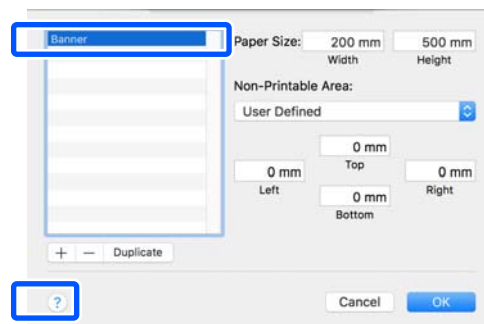 Banner
Paper Size: 200 mm 500 mm
Width Height
Non-Printable Area:
User Defined
0 mm
Top
0 mm 0 mm
Left Right
0 mm
Bottom
+ − Duplicate
? Cancel OK